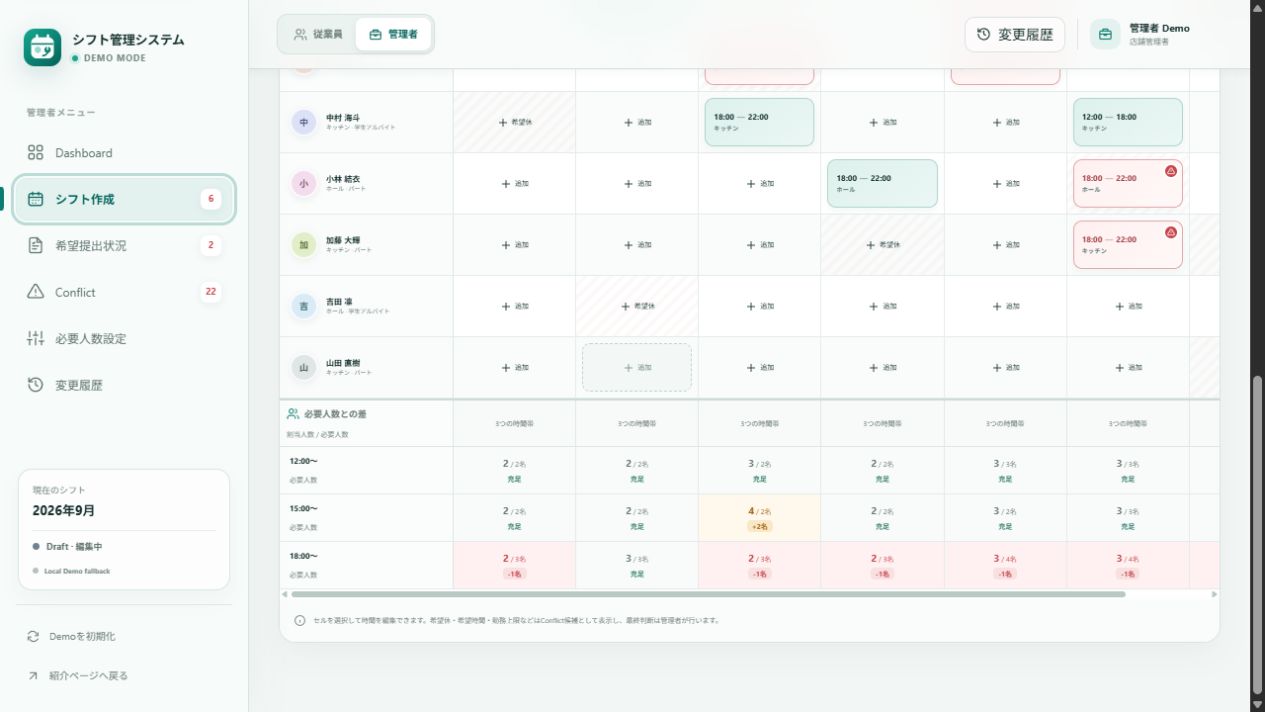 シフト管理システム
DEMO MODE
管理者メニュー
Dashboard
シフト作成 6
希望提出状況 2
Conflict 22
必要人数設定
変更履歴
現在のシフト
2026年9月
Draft · 編集中
Local Demo fallback
Demoを初期化
紹介ページへ戻る
従業員 管理者
変更履歴
管理者 Demo
店舗管理者
中 中村 海斗
キッチン · 学生アルバイト
+ 希望休 + 追加 18:00 — 22:00 キッチン + 追加 + 追加 12:00 — 18:00 キッチン
小 小林 結衣
ホール · パート
+ 追加 + 追加 + 追加 18:00 — 22:00 ホール + 追加 18:00 — 22:00 ホール
加 加藤 大輝
キッチン · パート
+ 追加 + 追加 + 追加 + 希望休 + 追加 18:00 — 22:00 キッチン
吉 吉田 凛
ホール · 学生アルバイト
+ 追加 + 希望休 + 追加 + 追加 + 追加 + 追加
山 山田 直樹
キッチン · パート
+ 追加 + 追加 + 追加 + 追加 + 追加 + 追加
必要人数との差
割当人数 / 必要人数
3つの時間帯 3つの時間帯 3つの時間帯 3つの時間帯 3つの時間帯 3つの時間帯
12:00〜
必要人数
2 / 2名 2 / 2名 3 / 2名 2 / 2名 3 / 3名 3 / 3名
充足 充足 充足 充足 充足 充足
15:00〜
必要人数
2 / 2名 2 / 2名 4 / 2名 2 / 2名 3 / 2名 3 / 3名
充足 充足 +2名 充足 充足 充足
18:00〜
必要人数
2 / 3名 3 / 3名 2 / 3名 2 / 3名 3 / 4名 3 / 4名
-1名 充足 -1名 -1名 -1名 -1名
セルを選択して時間を編集できます。希望休・希望時間・勤務上限などはConflict候補として表示し、最終判断は管理者が行います。